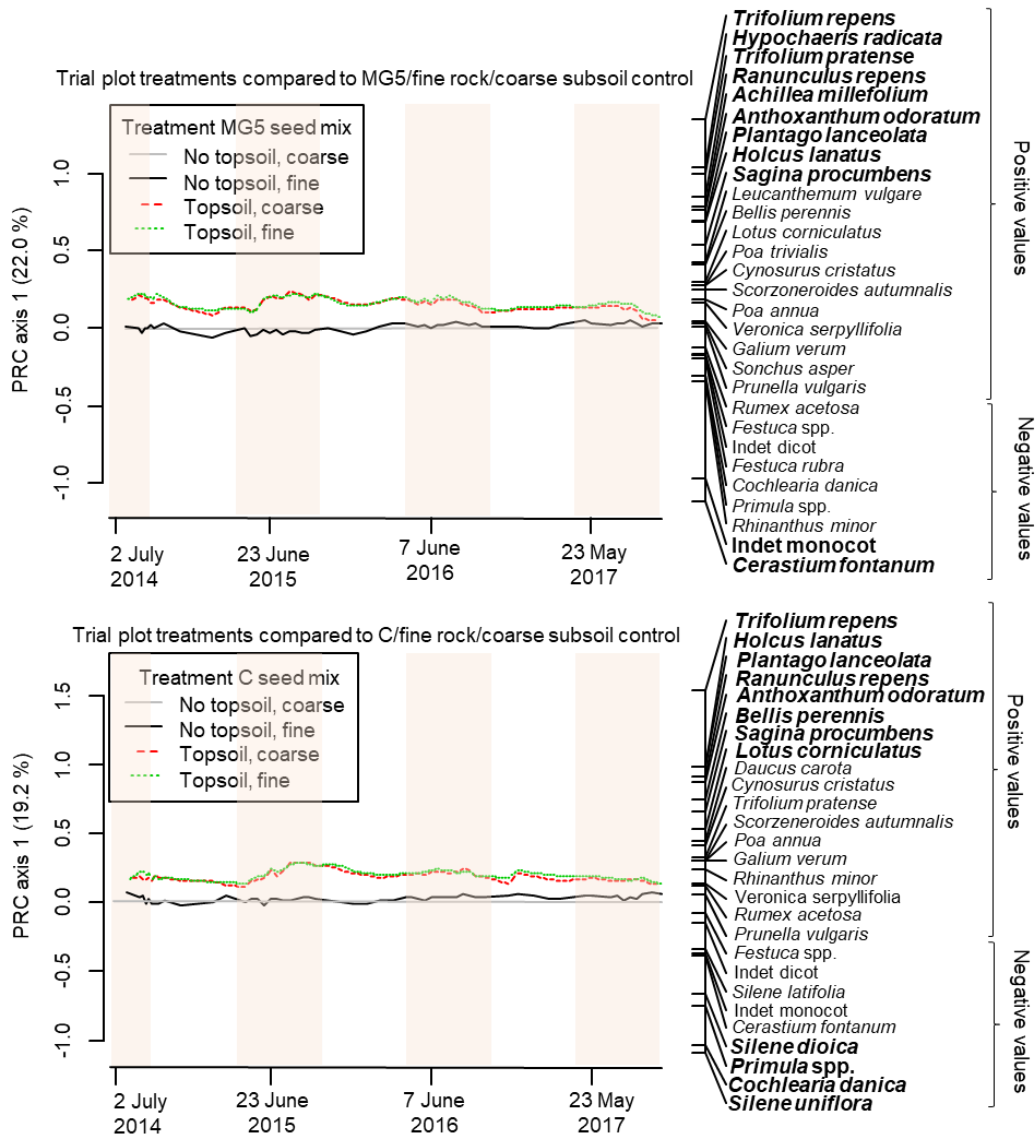 Trial plot treatments compared to MG5/fine rock/coarse subsoil control
Treatment MG5 seed mix
No topsoil, coarse
No topsoil, fine
Topsoil, coarse
Topsoil, fine
PRC axis 1 (22.0 %)
1.0
0.5
0.0
-0.5
-1.0
2 July
2014
23 June
2015
7 June
2016
23 May
2017
Trifolium repens
Hypochaeris radicata
Trifolium pratense
Ranunculus repens
Achillea millefolium
Anthoxanthum odoratum
Plantago lanceolata
Holcus lanatus
Sagina procumbens
Leucanthemum vulgare
Bellis perennis
Lotus corniculatus
Poa trivialis
Cynosurus cristatus
Scorzoneroides autumnalis
Poa annua
Veronica serpyllifolia
Galium verum
Sonchus asper
Prunella vulgaris
Rumex acetosa
Festuca spp.
Indet dicot
Festuca rubra
Cochlearia danica
Primula spp.
Rhinanthus minor
Indet monocot
Cerastium fontanum
Positive values
Negative values
Trial plot treatments compared to C/fine rock/coarse subsoil control
Treatment C seed mix
No topsoil, coarse
No topsoil, fine
Topsoil, coarse
Topsoil, fine
PRC axis 1 (19.2 %)
1.5
1.0
0.5
0.0
-1.0
2 July
2014
23 June
2015
7 June
2016
23 May
2017
Trifolium repens
Holcus lanatus
Plantago lanceolata
Ranunculus repens
Anthoxanthum odoratum
Bellis perennis
Sagina procumbens
Lotus corniculatus
Daucus carota
Cynosurus cristatus
Trifolium pratense
Scorzeneroides autumnalis
Poa annua
Galium verum
Rhinanthus minor
Veronica serpyllifolia
Rumex acetosa
Prunella vulgaris
Festuca spp.
Indet dicot
Silene latifolia
Indet monocot
Cerastium fontanum
Silene dioica
Primula spp.
Cochlearia danica
Silene uniflora
Positive values
Negative values